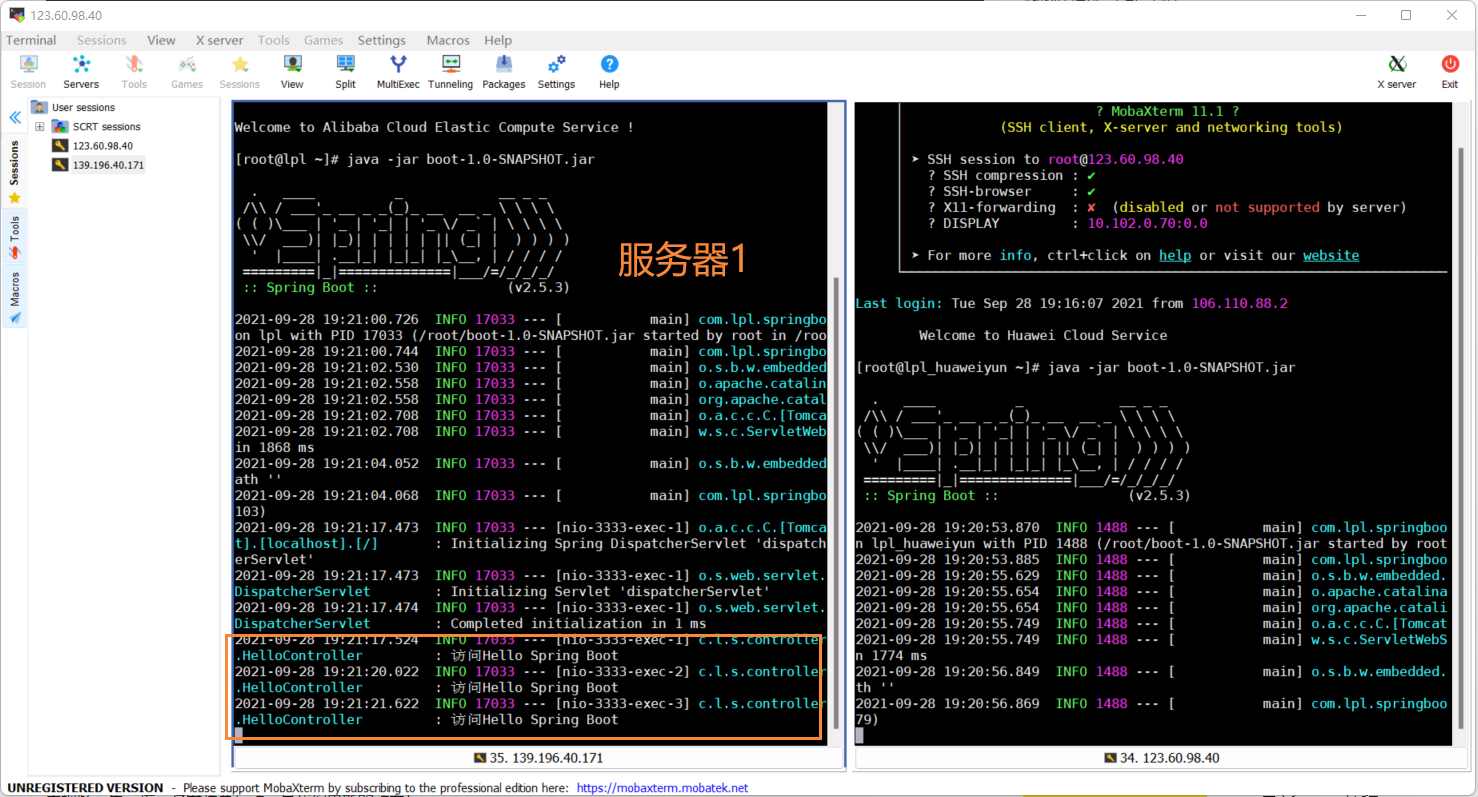 123.60.98.40
Terminal Sessions View X server Tools Games Settings Macros Help
Session Servers Tools Games Sessions View Split MultiExec Tunneling Packages Settings Help X server Exit
User sessions
SCRT sessions
123.60.98.40
139.196.40.171
Sessions
Tools
Macros
Welcome to Alibaba Cloud Elastic Compute Service !
[root@lpl ~]# java -jar boot-1.0-SNAPSHOT.jar
Spring
:: Spring Boot :: (v2.5.3)
服务器1
2021-09-28 19:21:00.726 INFO 17033 --- [ main] com.lpl.springbo
on lpl with PID 17033 (/root/boot-1.0-SNAPSHOT.jar started by root in /roo
2021-09-28 19:21:00.744 INFO 17033 --- [ main] com.lpl.springbo
2021-09-28 19:21:02.530 INFO 17033 --- [ main] o.s.b.w.embedded
2021-09-28 19:21:02.558 INFO 17033 --- [ main] o.apache.catalin
2021-09-28 19:21:02.558 INFO 17033 --- [ main] org.apache.catal
2021-09-28 19:21:02.708 INFO 17033 --- [ main] o.a.c.c.C.[Tomca
2021-09-28 19:21:02.708 INFO 17033 --- [ main] w.s.c.ServletWeb
in 1868 ms
2021-09-28 19:21:04.052 INFO 17033 --- [ main] o.s.b.w.embedded
ath ''
2021-09-28 19:21:04.068 INFO 17033 --- [ main] com.lpl.springbo
103)
2021-09-28 19:21:17.473 INFO 17033 --- [nio-3333-exec-1] o.a.c.c.C.[Tomca
t].[localhost].[/] : Initializing Spring DispatcherServlet 'dispatch
erServlet'
2021-09-28 19:21:17.473 INFO 17033 --- [nio-3333-exec-1] o.s.web.servlet.
DispatcherServlet : Initializing Servlet 'dispatcherServlet'
2021-09-28 19:21:17.474 INFO 17033 --- [nio-3333-exec-1] o.s.web.servlet.
DispatcherServlet : Completed initialization in 1 ms
2021-09-28 19:21:17.524 INFO 17033 --- [nio-3333-exec-1] c.l.s.controller
.HelloController : 访问Hello Spring Boot
2021-09-28 19:21:20.022 INFO 17033 --- [nio-3333-exec-2] c.l.s.controller
.HelloController : 访问Hello Spring Boot
2021-09-28 19:21:21.622 INFO 17033 --- [nio-3333-exec-3] c.l.s.controller
.HelloController : 访问Hello Spring Boot
35. 139.196.40.171
? MobaXterm 11.1 ?
(SSH client, X-server and networking tools)
➤ SSH session to root@123.60.98.40
? SSH compression : ✔
? SSH-browser : ✔
? X11-forwarding : ✘ (disabled or not supported by server)
? DISPLAY : 10.102.0.70:0.0
➤ For more info, ctrl+click on help or visit our website
Last login: Tue Sep 28 19:16:07 2021 from 106.110.88.2
Welcome to Huawei Cloud Service
[root@lpl_huaweiyun ~]# java -jar boot-1.0-SNAPSHOT.jar
Spring
:: Spring Boot :: (v2.5.3)
2021-09-28 19:20:53.870 INFO 1488 --- [ main] com.lpl.springboo
n lpl_huaweiyun with PID 1488 (/root/boot-1.0-SNAPSHOT.jar started by root
2021-09-28 19:20:53.885 INFO 1488 --- [ main] com.lpl.springboo
2021-09-28 19:20:55.629 INFO 1488 --- [ main] o.s.b.w.embedded.
2021-09-28 19:20:55.654 INFO 1488 --- [ main] o.apache.catalina
2021-09-28 19:20:55.654 INFO 1488 --- [ main] org.apache.catali
2021-09-28 19:20:55.749 INFO 1488 --- [ main] o.a.c.c.C.[Tomcat
2021-09-28 19:20:55.749 INFO 1488 --- [ main] w.s.c.ServletWebS
n 1774 ms
2021-09-28 19:20:56.849 INFO 1488 --- [ main] o.s.b.w.embedded.
th ''
2021-09-28 19:20:56.869 INFO 1488 --- [ main] com.lpl.springboo
79)
34. 123.60.98.40
UNREGISTERED VERSION - Please support MobaXterm by subscribing to the professional edition here: https://mobaxterm.mobatek.net